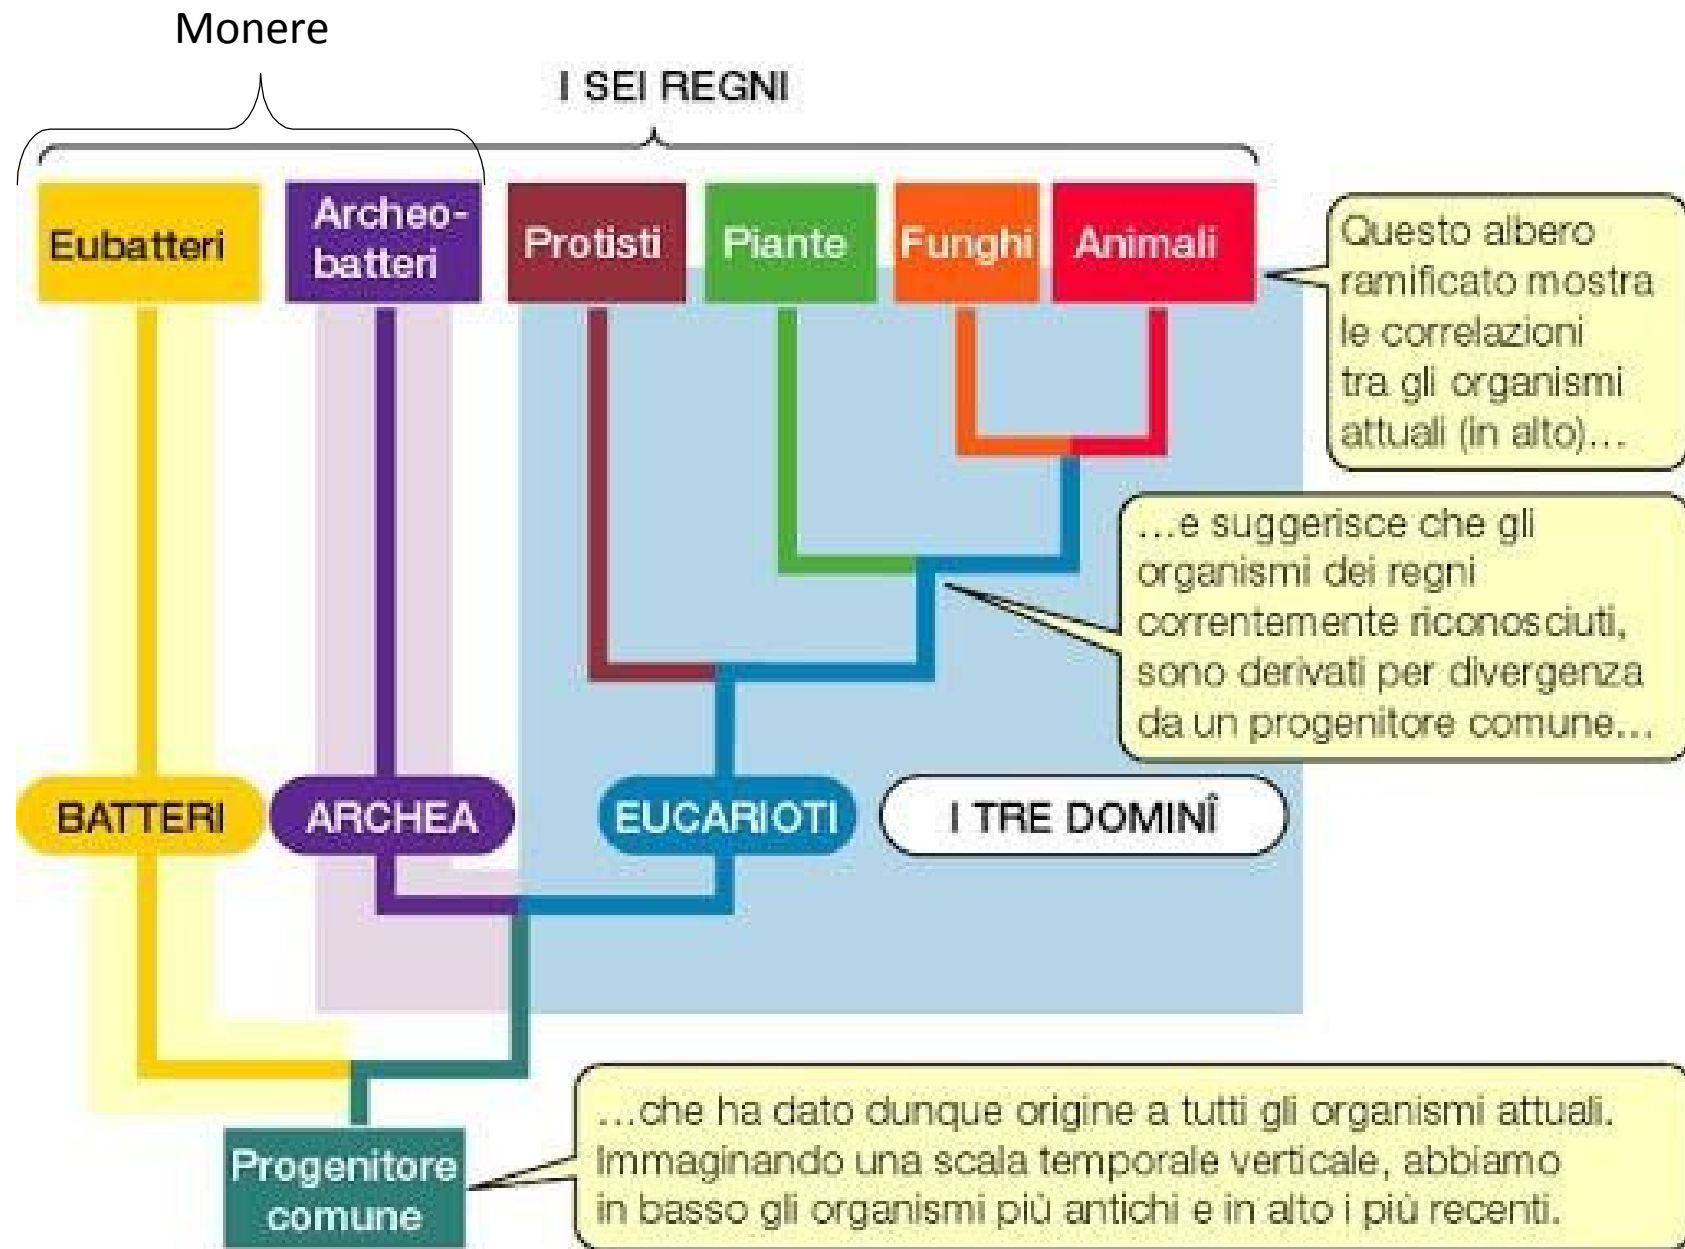 Monere
I SEI REGNI
Eubatteri
Archeo-
batteri
Protisti
Piante
Funghi
Animali
Questo albero
ramificato mostra
le correlazioni
tra gli organismi
attuali (in alto)...
...e suggerisce che gli
organismi dei regni
correntemente riconosciuti,
sono derivati per divergenza
da un progenitore comune...
BATTERI
ARCHEA
EUCARIOTI
I TRE DOMINÎ
...che ha dato dunque origine a tutti gli organismi attuali.
Immaginando una scala temporale verticale, abbiamo
in basso gli organismi più antichi e in alto i più recenti.
Progenitore
comune